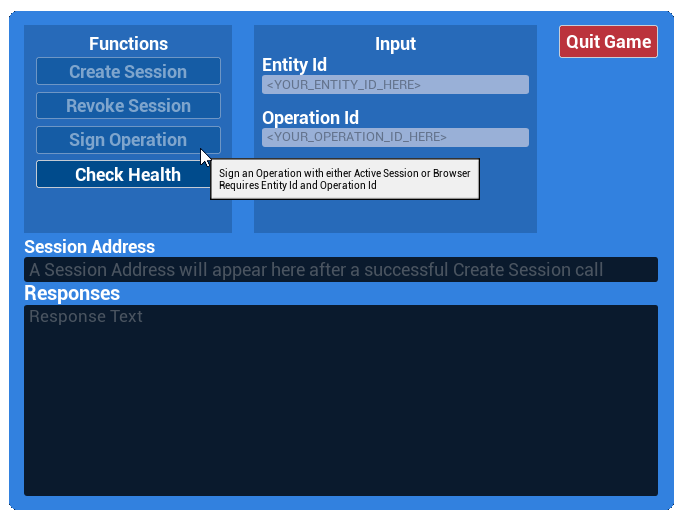 Functions
Create Session
Revoke Session
Sign Operation
Check Health
Input
Entity Id
<YOUR_ENTITY_ID_HERE>
Operation Id
<YOUR_OPERATION_ID_HERE>
Quit Game
Sign an Operation with either Active Session or Browser
Requires Entity Id and Operation Id
Session Address
A Session Address will appear here after a successful Create Session call
Responses
Response Text